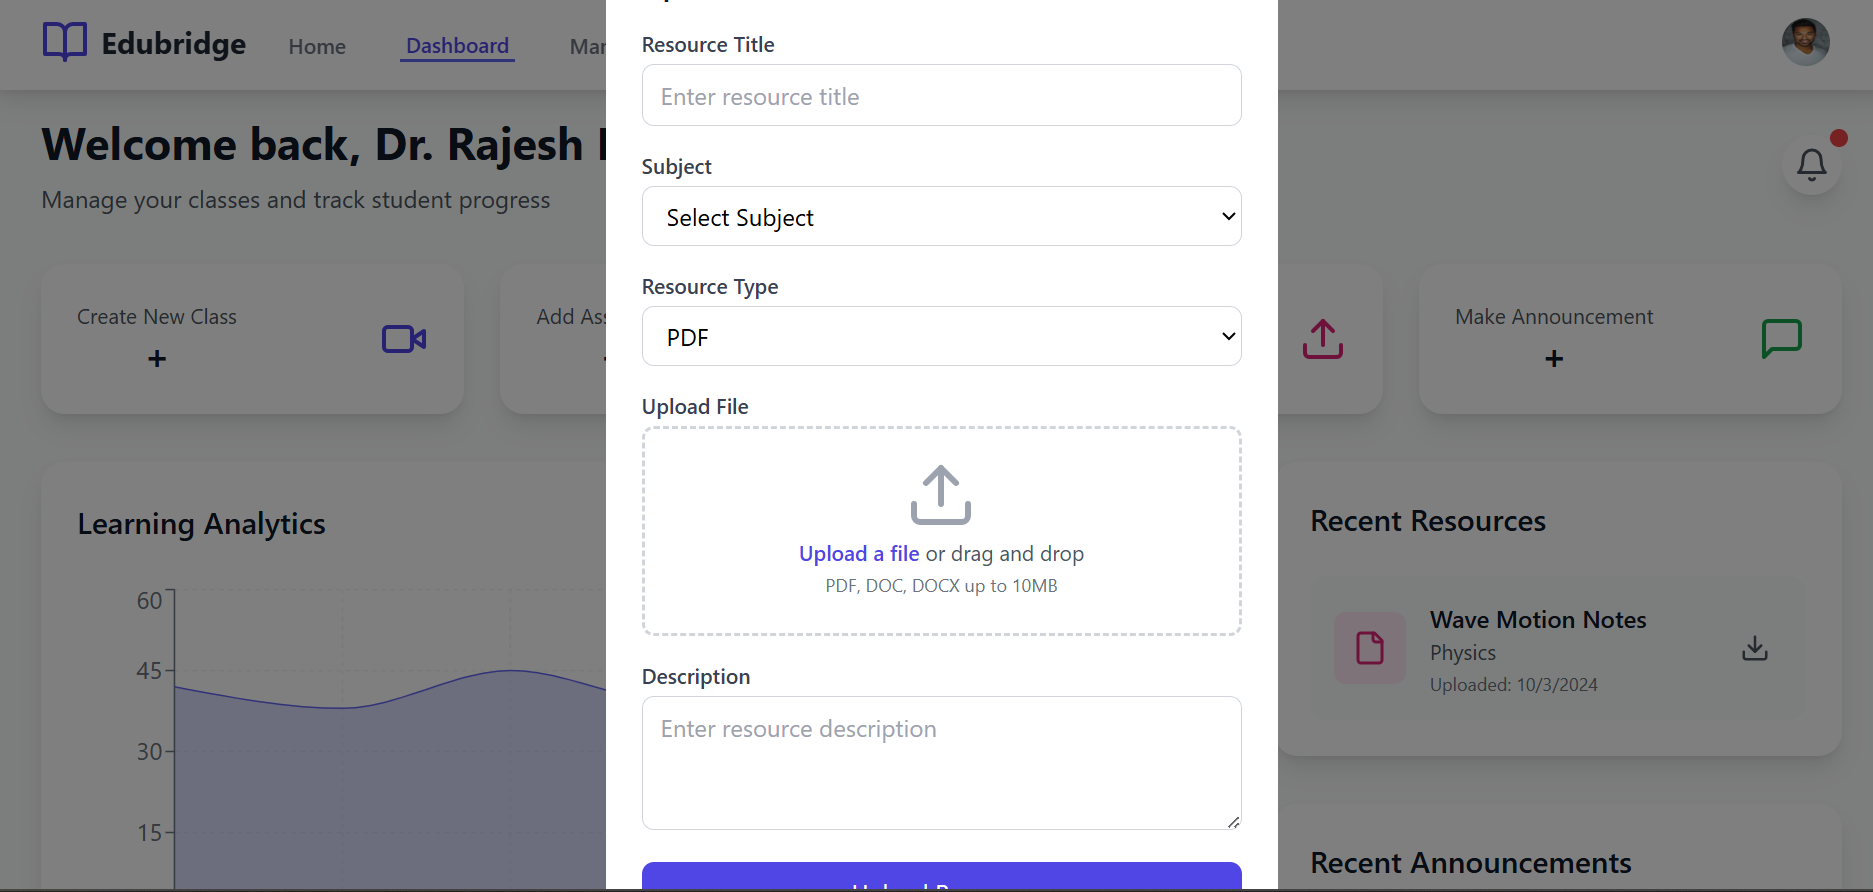 Edubridge
Home
Dashboard
Welcome back, Dr. Rajesh
Manage your classes and track student progress
Create New Class
+
Add
Make Announcement
+
Learning Analytics
60
45
30
15
Resource Title
Enter resource title
Subject
Select Subject
Resource Type
PDF
Upload File
Upload a file or drag and drop
PDF, DOC, DOCX up to 10MB
Description
Enter resource description
Upload
Recent Resources
Wave Motion Notes
Physics
Uploaded: 10/3/2024
Recent Announcements